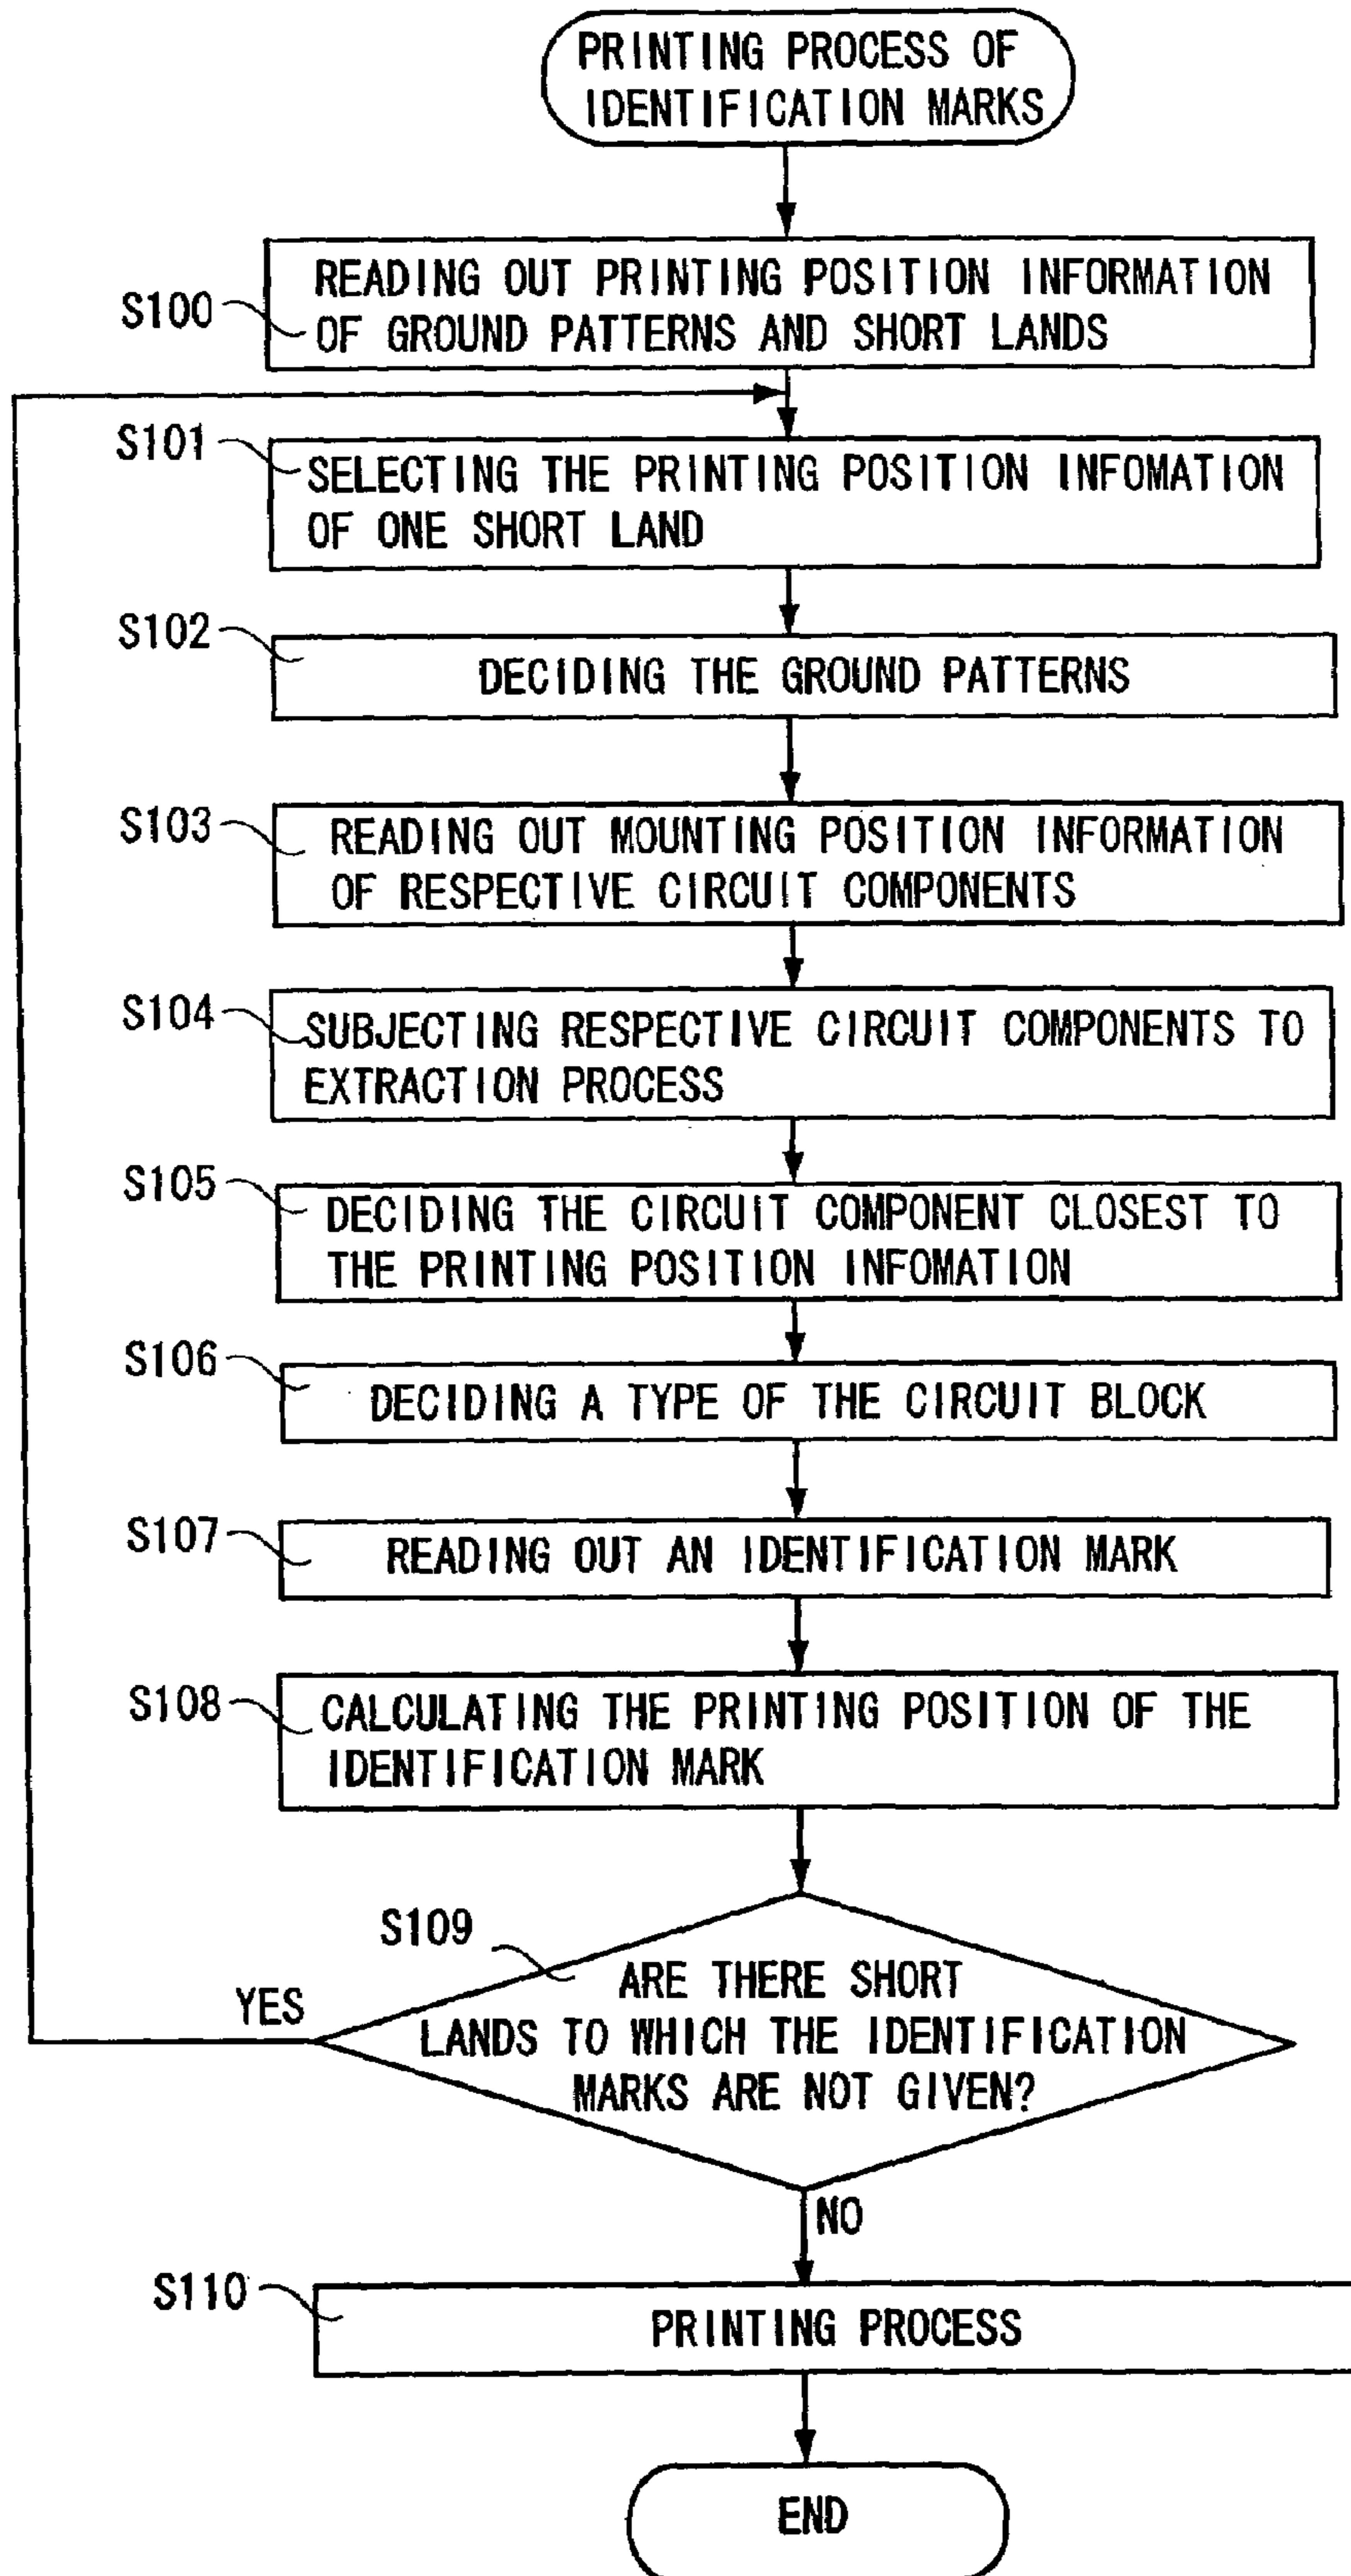 PRINTING PROCESS OF
IDENTIFICATION MARKS
S100
READING OUT PRINTING POSITION INFORMATION
OF GROUND PATTERNS AND SHORT LANDS
S101
SELECTING THE PRINTING POSITION INFOMATION
OF ONE SHORT LAND
S102
DECIDING THE GROUND PATTERNS
S103
READING OUT MOUNTING POSITION INFORMATION
OF RESPECTIVE CIRCUIT COMPONENTS
S104
SUBJECTING RESPECTIVE CIRCUIT COMPONENTS TO
EXTRACTION PROCESS
S105
DECIDING THE CIRCUIT COMPONENT CLOSEST TO
THE PRINTING POSITION INFOMATION
S106
DECIDING A TYPE OF THE CIRCUIT BLOCK
S107
READING OUT AN IDENTIFICATION MARK
S108
CALCULATING THE PRINTING POSITION OF THE
IDENTIFICATION MARK
S109
ARE THERE SHORT
LANDS TO WHICH THE IDENTIFICATION
MARKS ARE NOT GIVEN?
YES
NO
S110
PRINTING PROCESS
END